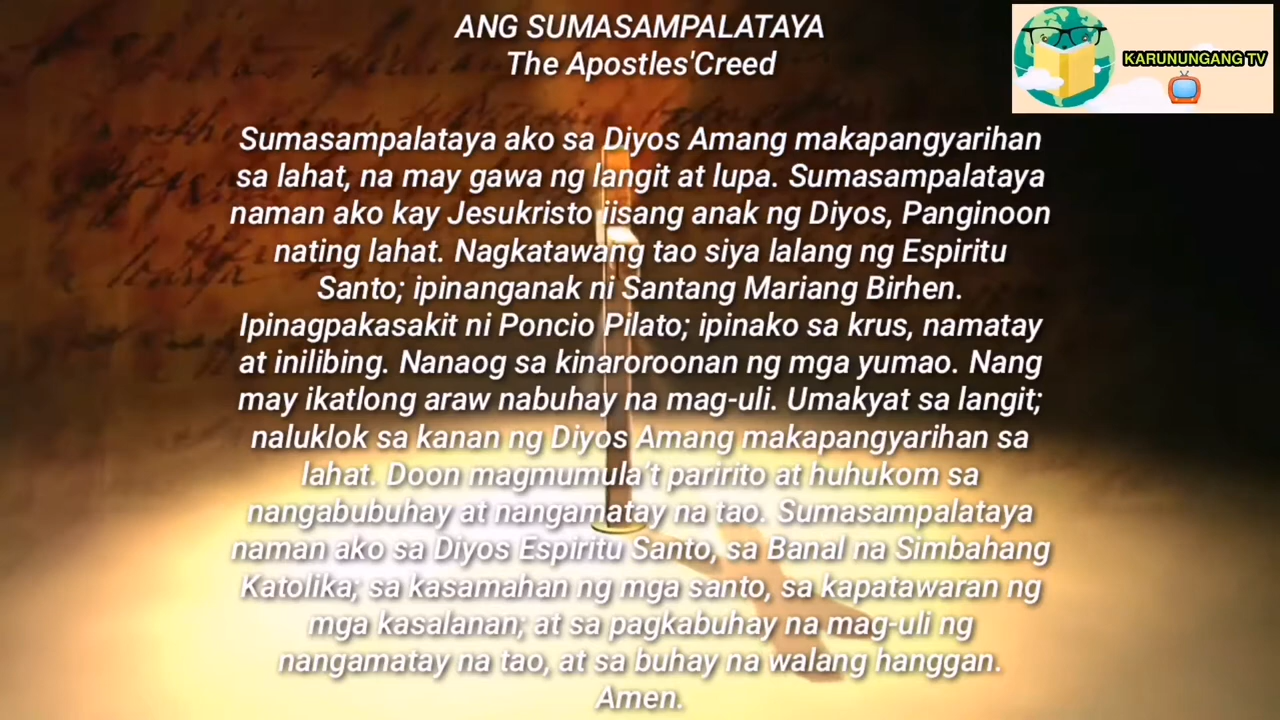 ANG SUMASAMPALATAYA
The Apostles'Creed
KARUNUNGANG TV
Sumasampalataya ako sa Diyos Amang makapangyarihan
sa lahat, na may gawa ng langit at lupa. Sumasampalataya
naman ako kay Jesukristo iisang anak ng Diyos, Panginoon
nating lahat. Nagkatawang tao siya lalang ng Espiritu
Santo; ipinanganak ni Santang Mariang Birhen.
Ipinagpakasakit ni Poncio Pilato; ipinako sa krus, namatay
at inilibing. Nanaog sa kinaroroonan ng mga yumao. Nang
may ikatlong araw nabuhay na mag-uli. Umakyat sa langit;
naluklok sa kanan ng Diyos Amang makapangyarihan sa
lahat. Doon magmumula't paririto at huhukom sa
nangabubuhay at nangamatay na tao. Sumasampalataya
naman ako sa Diyos Espiritu Santo, sa Banal na Simbahang
Katolika; sa kasamahan ng mga santo, sa kapatawaran ng
mga kasalanan; at sa pagkabuhay na mag-uli ng
nangamatay na tao, at sa buhay na walang hanggan.
Amen.